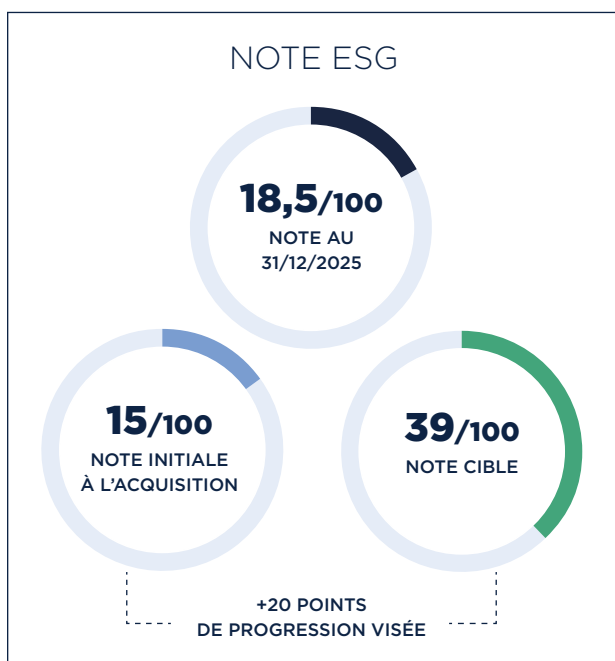 NOTE ESG
18,5/100
NOTE AU
31/12/2025
15/100
NOTE INITIALE
À L'ACQUISITION
39/100
NOTE CIBLE
+20 POINTS
DE PROGRESSION VISÉE